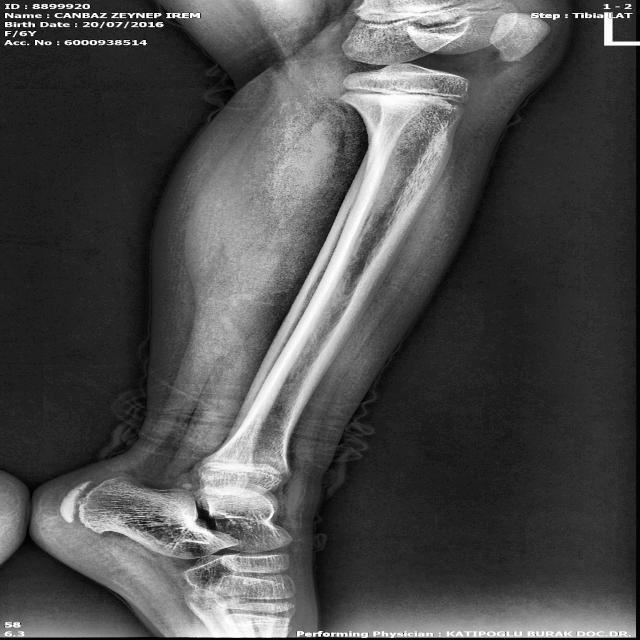 ID : 8899920
Name : CANBAZ ZEYNEP IREM
Birth Date : 20/07/2016
F/6Y
Acc. No : 6000938514
1 - 2
Step : Tibia LAT
L
58
6.3
Performing Physician : KATIPOGLU BURAK DOC.DR.